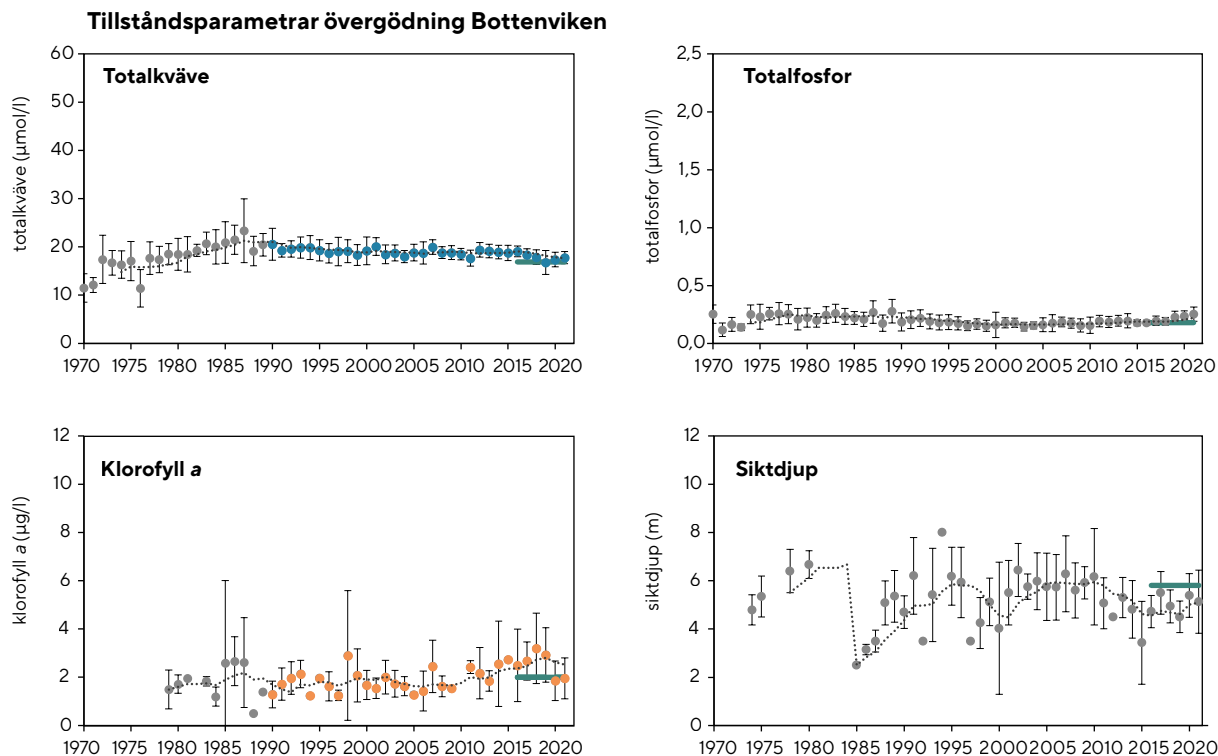 Tillståndsparametrar övergödning Bottenviken
Totalkväve
totalkväve (µmol/l)
60
50
40
30
20
10
0
1970 1975 1980 1985 1990 1995 2000 2005 2010 2015 2020
Totalfosfor
totalfosfor (µmol/l)
2,5
2,0
1,5
1,0
0,5
0,0
1970 1975 1980 1985 1990 1995 2000 2005 2010 2015 2020
Klorofyll a
klorofyll a (µg/l)
12
10
8
6
4
2
0
1970 1975 1980 1985 1990 1995 2000 2005 2010 2015 2020
Siktdjup
siktdjup (m)
12
10
8
6
4
2
0
1970 1975 1980 1985 1990 1995 2000 2005 2010 2015 2020